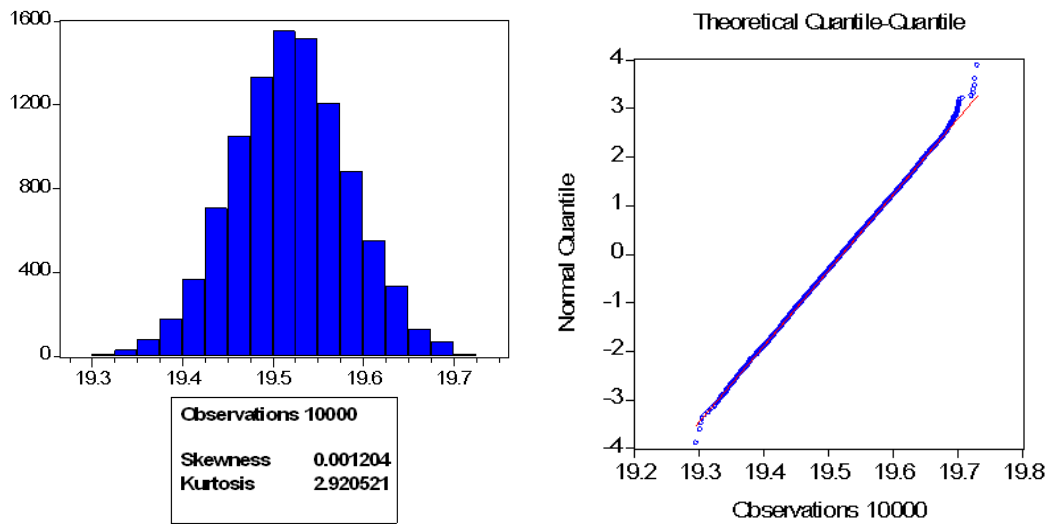 1600
1200
800
400
0
19.3 19.4 19.5 19.6 19.7
Observations 10000
Skewness 0.001204
Kurtosis 2.920521
Theoretical Quantile-Quantile
4
3
2
1
0
-1
-2
-3
-4
Normal Quantile
19.2 19.3 19.4 19.5 19.6 19.7 19.8
Observations 10000